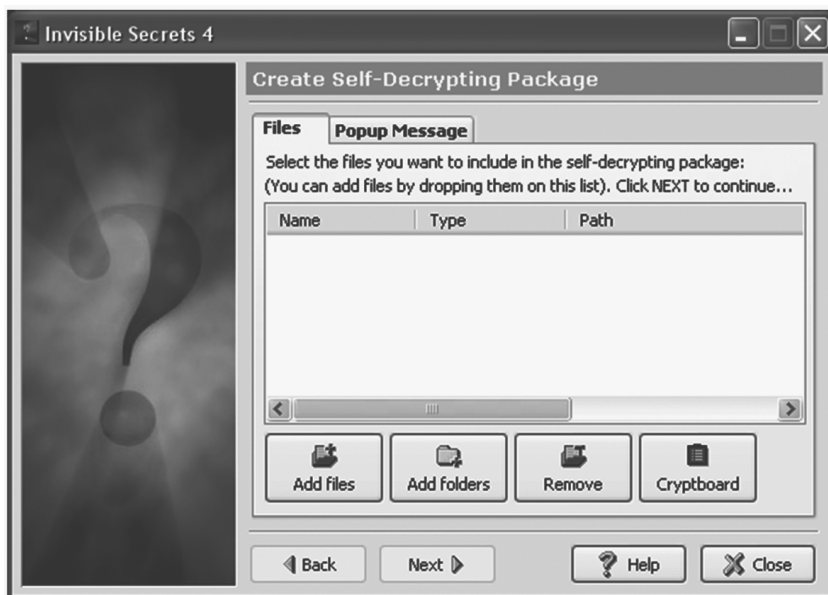 Invisible Secrets 4
Create Self-Decrypting Package
Files
Popup Message
Select the files you want to include in the self-decrypting package:
(You can add files by dropping them on this list). Click NEXT to continue...
Name Type Path
Add files Add folders Remove Cryptboard
Back Next Help Close